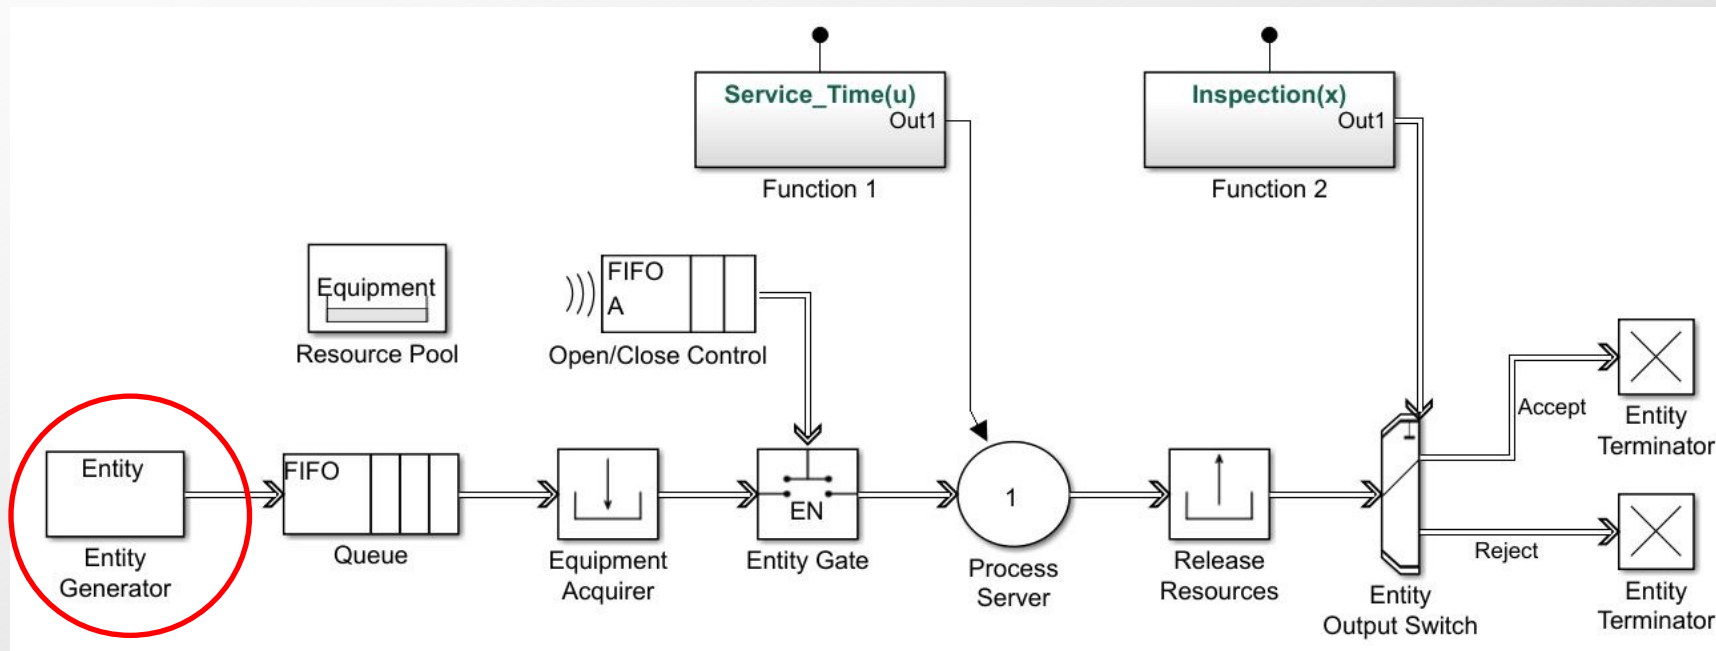 Service_Time(u)
Out1
Function 1
Inspection(x)
Out1
Function 2
Equipment
Resource Pool
FIFO
A
Open/Close Control
Entity
Entity
Generator
FIFO
Queue
Equipment
Acquirer
EN
Entity Gate
1
Process
Server
Release
Resources
Entity
Output Switch
Accept
Entity
Terminator
Reject
Entity
Terminator